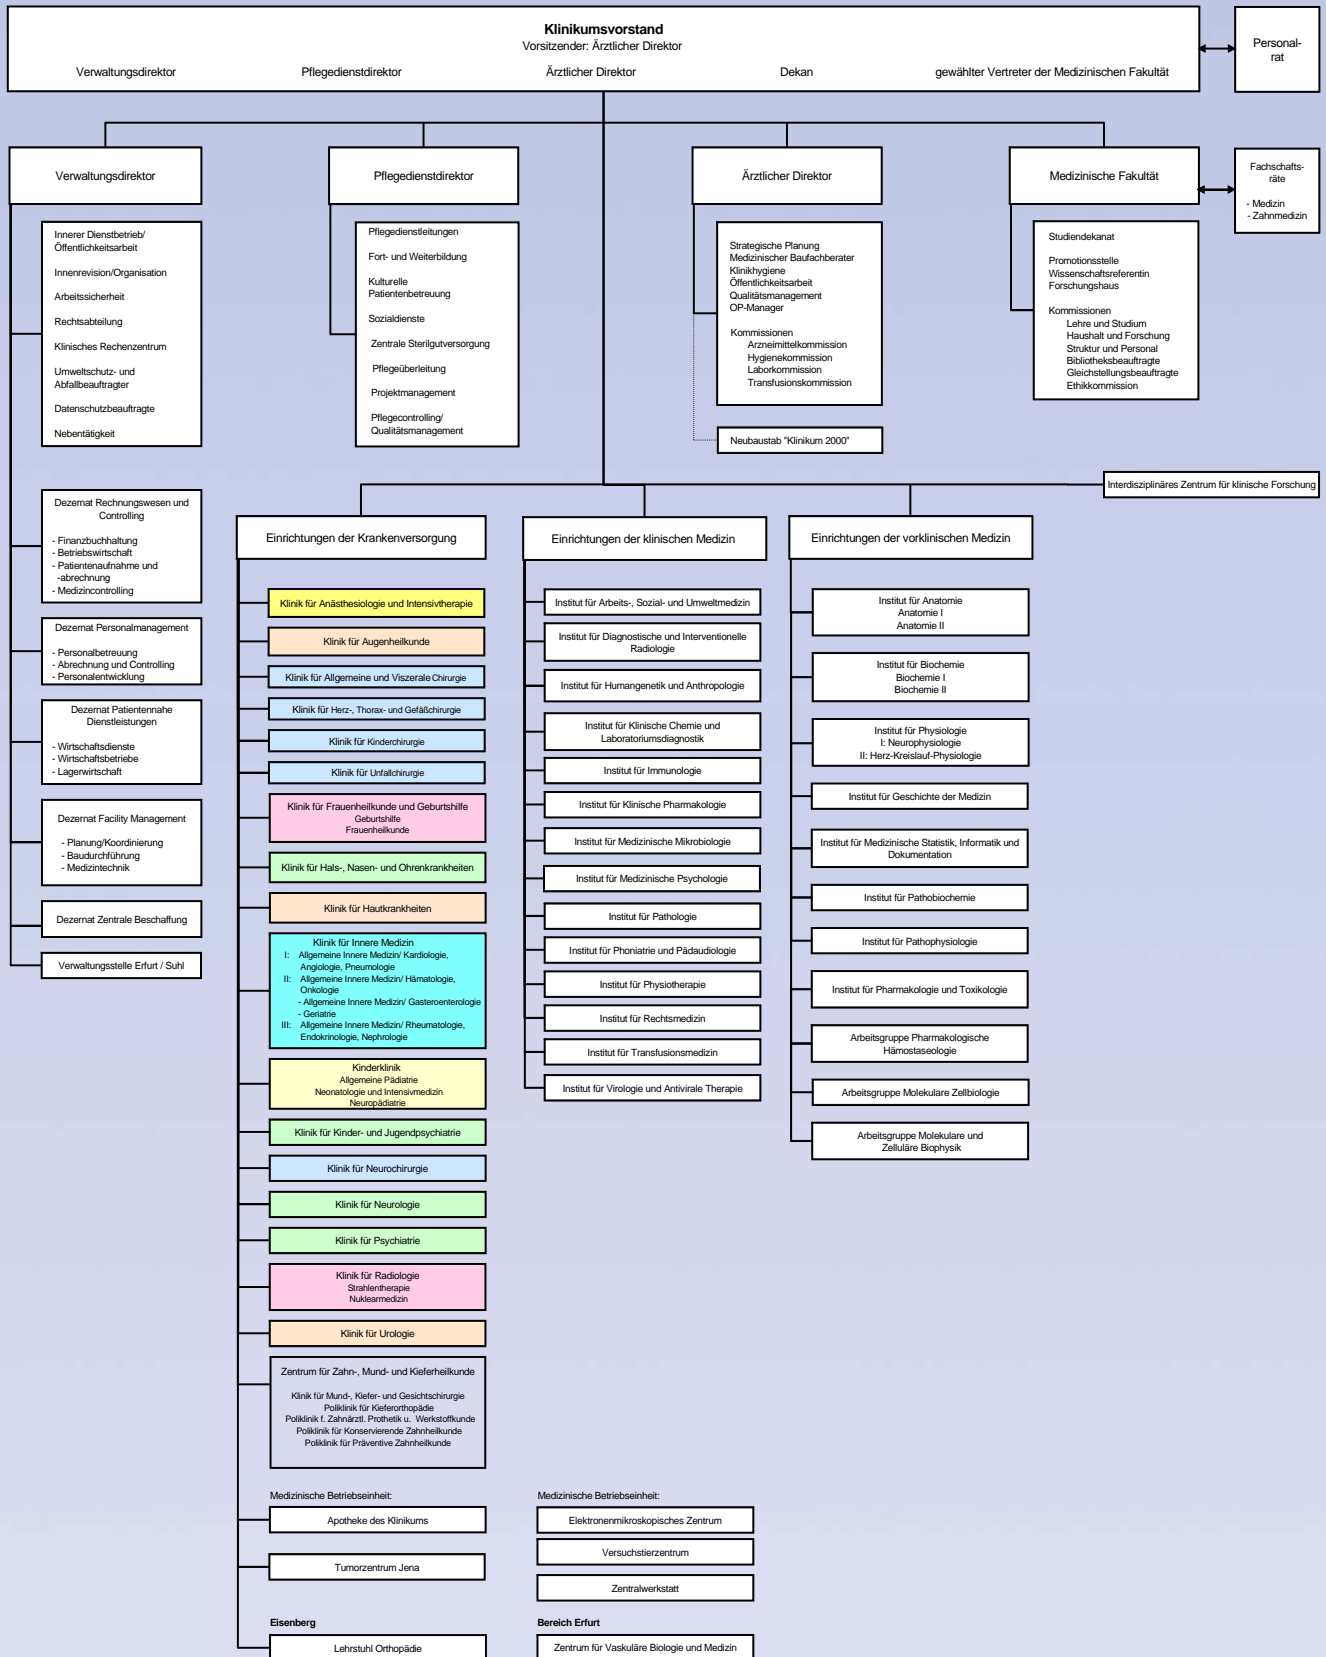 Klinikumsvorstand
Vorsitzender: Ärztlicher Direktor
Verwaltungsdirektor
Pflegedienstdirektor
Ärztlicher Direktor
Dekan
gewählter Vertreter der Medizinischen Fakultät
Personal-
rat
Verwaltungsdirektor
Pflegedienstdirektor
Ärztlicher Direktor
Medizinische Fakultät
Fachschafts-
räte
- Medizin
- Zahnmedizin
Innerer Dienstbetrieb/
Öffentlichkeitsarbeit
Innenrevision/Organisation
Arbeitssicherheit
Rechtsabteilung
Klinisches Rechenzentrum
Umweltschutz- und
Abfallbeauftragter
Datenschutzbeauftragte
Nebentätigkeit
Pflegedienstleitungen
Fort- und Weiterbildung
Kulturelle
Patientenbetreuung
Sozialdienste
Zentrale Sterilgutversorgung
Pflegeüberleitung
Projektmanagement
Pflegecontrolling/
Qualitätsmanagement
Strategische Planung
Medizinischer Baufachberater
Klinikhygiene
Öffentlichkeitsarbeit
Qualitätsmanagement
OP-Manager
Kommissionen
Arzneimittelkommission
Hygienekommission
Laborkommission
Transfusionskommission
Neubaustab "Klinikum 2000"
Studiendekanat
Promotionsstelle
Wissenschaftsreferentin
Forschungshaus
Kommissionen
Lehre und Studium
Haushalt und Forschung
Struktur und Personal
Bibliotheksbeauftragte
Gleichstellungsbeauftragte
Ethikkommission
Interdisziplinäres Zentrum für klinische Forschung
Dezernat Rechnungswesen und
Controlling
- Finanzbuchhaltung
- Betriebswirtschaft
- Patientenaufnahme und
-abrechnung
- Medizincontrolling
Dezernat Personalmanagement
- Personalbetreuung
- Abrechnung und Controlling
- Personalentwicklung
Dezernat Patientennahe
Dienstleistungen
- Wirtschaftsdienste
- Wirtschaftsbetriebe
- Lagerwirtschaft
Dezernat Facility Management
- Planung/Koordinierung
- Baudurchführung
- Medizintechnik
Dezernat Zentrale Beschaffung
Verwaltungsstelle Erfurt / Suhl
Einrichtungen der Krankenversorgung
Klinik für Anästhesiologie und Intensivtherapie
Klinik für Augenheilkunde
Klinik für Allgemeine und Viszerale Chirurgie
Klinik für Herz-, Thorax- und Gefäßchirurgie
Klinik für Kinderchirurgie
Klinik für Unfallchirurgie
Klinik für Frauenheilkunde und Geburtshilfe
Geburtshilfe
Frauenheilkunde
Klinik für Hals-, Nasen- und Ohrenkrankheiten
Klinik für Hautkrankheiten
Klinik für Innere Medizin
I: Allgemeine Innere Medizin/ Kardiologie,
Angiologie, Pneumologie
II: Allgemeine Innere Medizin/ Hämatologie,
Onkologie
- Allgemeine Innere Medizin/ Gasteroenterologie
- Geriatrie
III: Allgemeine Innere Medizin/ Rheumatologie,
Endokrinologie, Nephrologie
Kinderklinik
Allgemeine Pädiatrie
Neonatologie und Intensivmedizin
Neuropädiatrie
Klinik für Kinder- und Jugendpsychiatrie
Klinik für Neurochirurgie
Klinik für Neurologie
Klinik für Psychiatrie
Klinik für Radiologie
Strahlentherapie
Nuklearmedizin
Klinik für Urologie
Zentrum für Zahn-, Mund- und Kieferheilkunde
Klinik für Mund-, Kiefer- und Gesichtschirurgie
Poliklinik für Kieferorthopädie
Poliklinik f. Zahnärztl. Prothetik u. Werkstoffkunde
Poliklinik für Konservierende Zahnheilkunde
Poliklinik für Präventive Zahnheilkunde
Medizinische Betriebseinheit:
Apotheke des Klinikums
Tumorzentrum Jena
Eisenberg
Lehrstuhl Orthopädie
Einrichtungen der klinischen Medizin
Institut für Arbeits-, Sozial- und Umweltmedizin
Institut für Diagnostische und Interventionelle
Radiologie
Institut für Humangenetik und Anthropologie
Institut für Klinische Chemie und
Laboratoriumsdiagnostik
Institut für Immunologie
Institut für Klinische Pharmakologie
Institut für Medizinische Mikrobiologie
Institut für Medizinische Psychologie
Institut für Pathologie
Institut für Phoniatrie und Pädaudiologie
Institut für Physiotherapie
Institut für Rechtsmedizin
Institut für Transfusionsmedizin
Institut für Virologie und Antivirale Therapie
Medizinische Betriebseinheit:
Elektronenmikroskopisches Zentrum
Versuchstierzentrum
Zentralwerkstatt
Bereich Erfurt
Zentrum für Vaskuläre Biologie und Medizin
Einrichtungen der vorklinischen Medizin
Institut für Anatomie
Anatomie I
Anatomie II
Institut für Biochemie
Biochemie I
Biochemie II
Institut für Physiologie
I: Neurophysiologie
II: Herz-Kreislauf-Physiologie
Institut für Geschichte der Medizin
Institut für Medizinische Statistik, Informatik und
Dokumentation
Institut für Pathobiochemie
Institut für Pathophysiologie
Institut für Pharmakologie und Toxikologie
Arbeitsgruppe Pharmakologische
Hämostaseologie
Arbeitsgruppe Molekulare Zellbiologie
Arbeitsgruppe Molekulare und
Zelluläre Biophysik